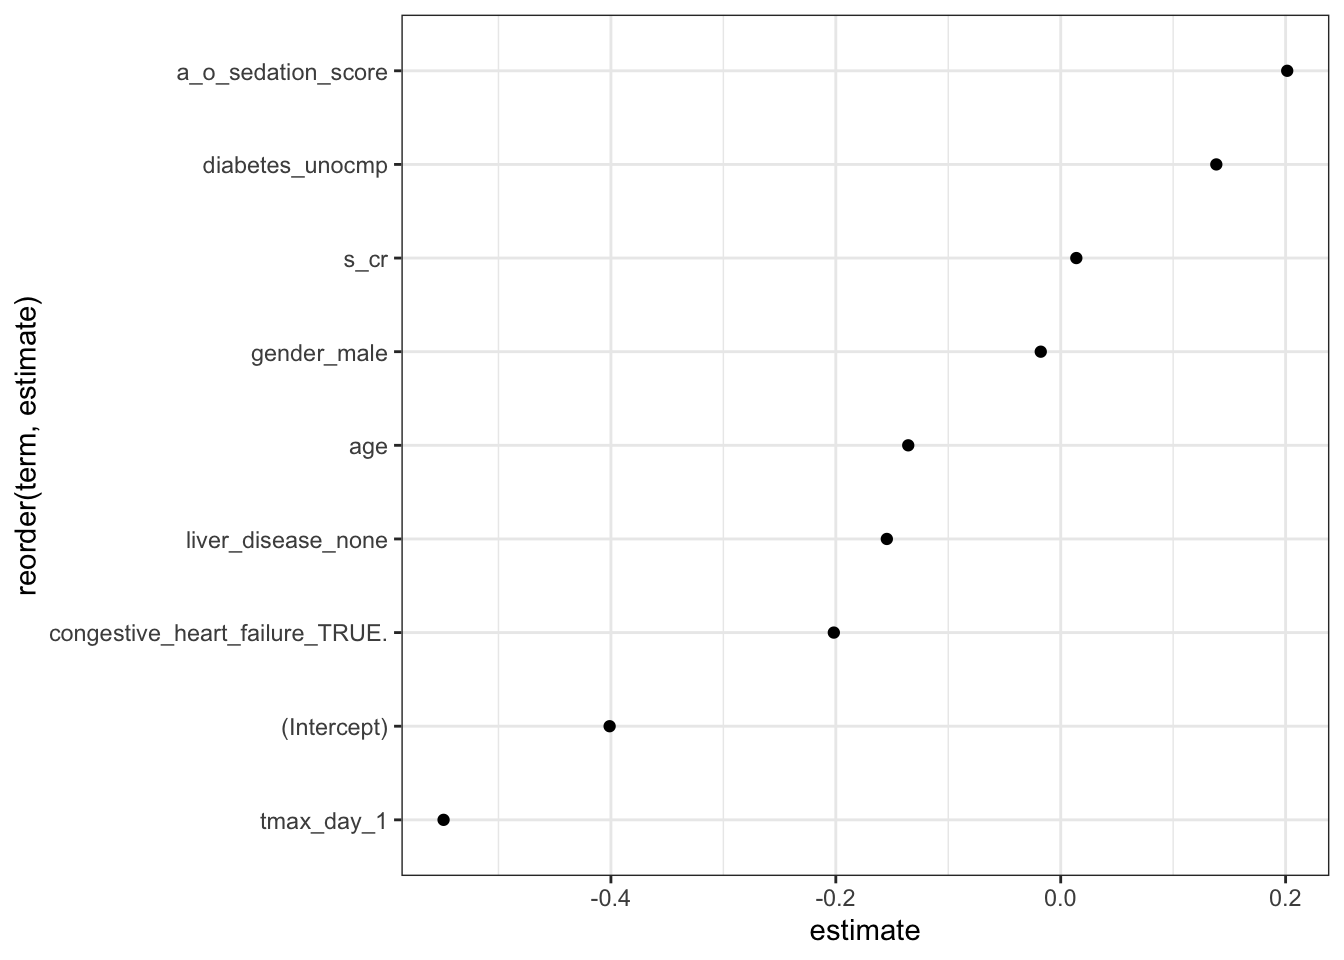 a_o_sedation_score
diabetes_unocmp
s_cr
gender_male
age
liver_disease_none
congestive_heart_failure_TRUE.
(Intercept)
tmax_day_1
reorder(term, estimate)
-0.4
-0.2
0.0
0.2
estimate